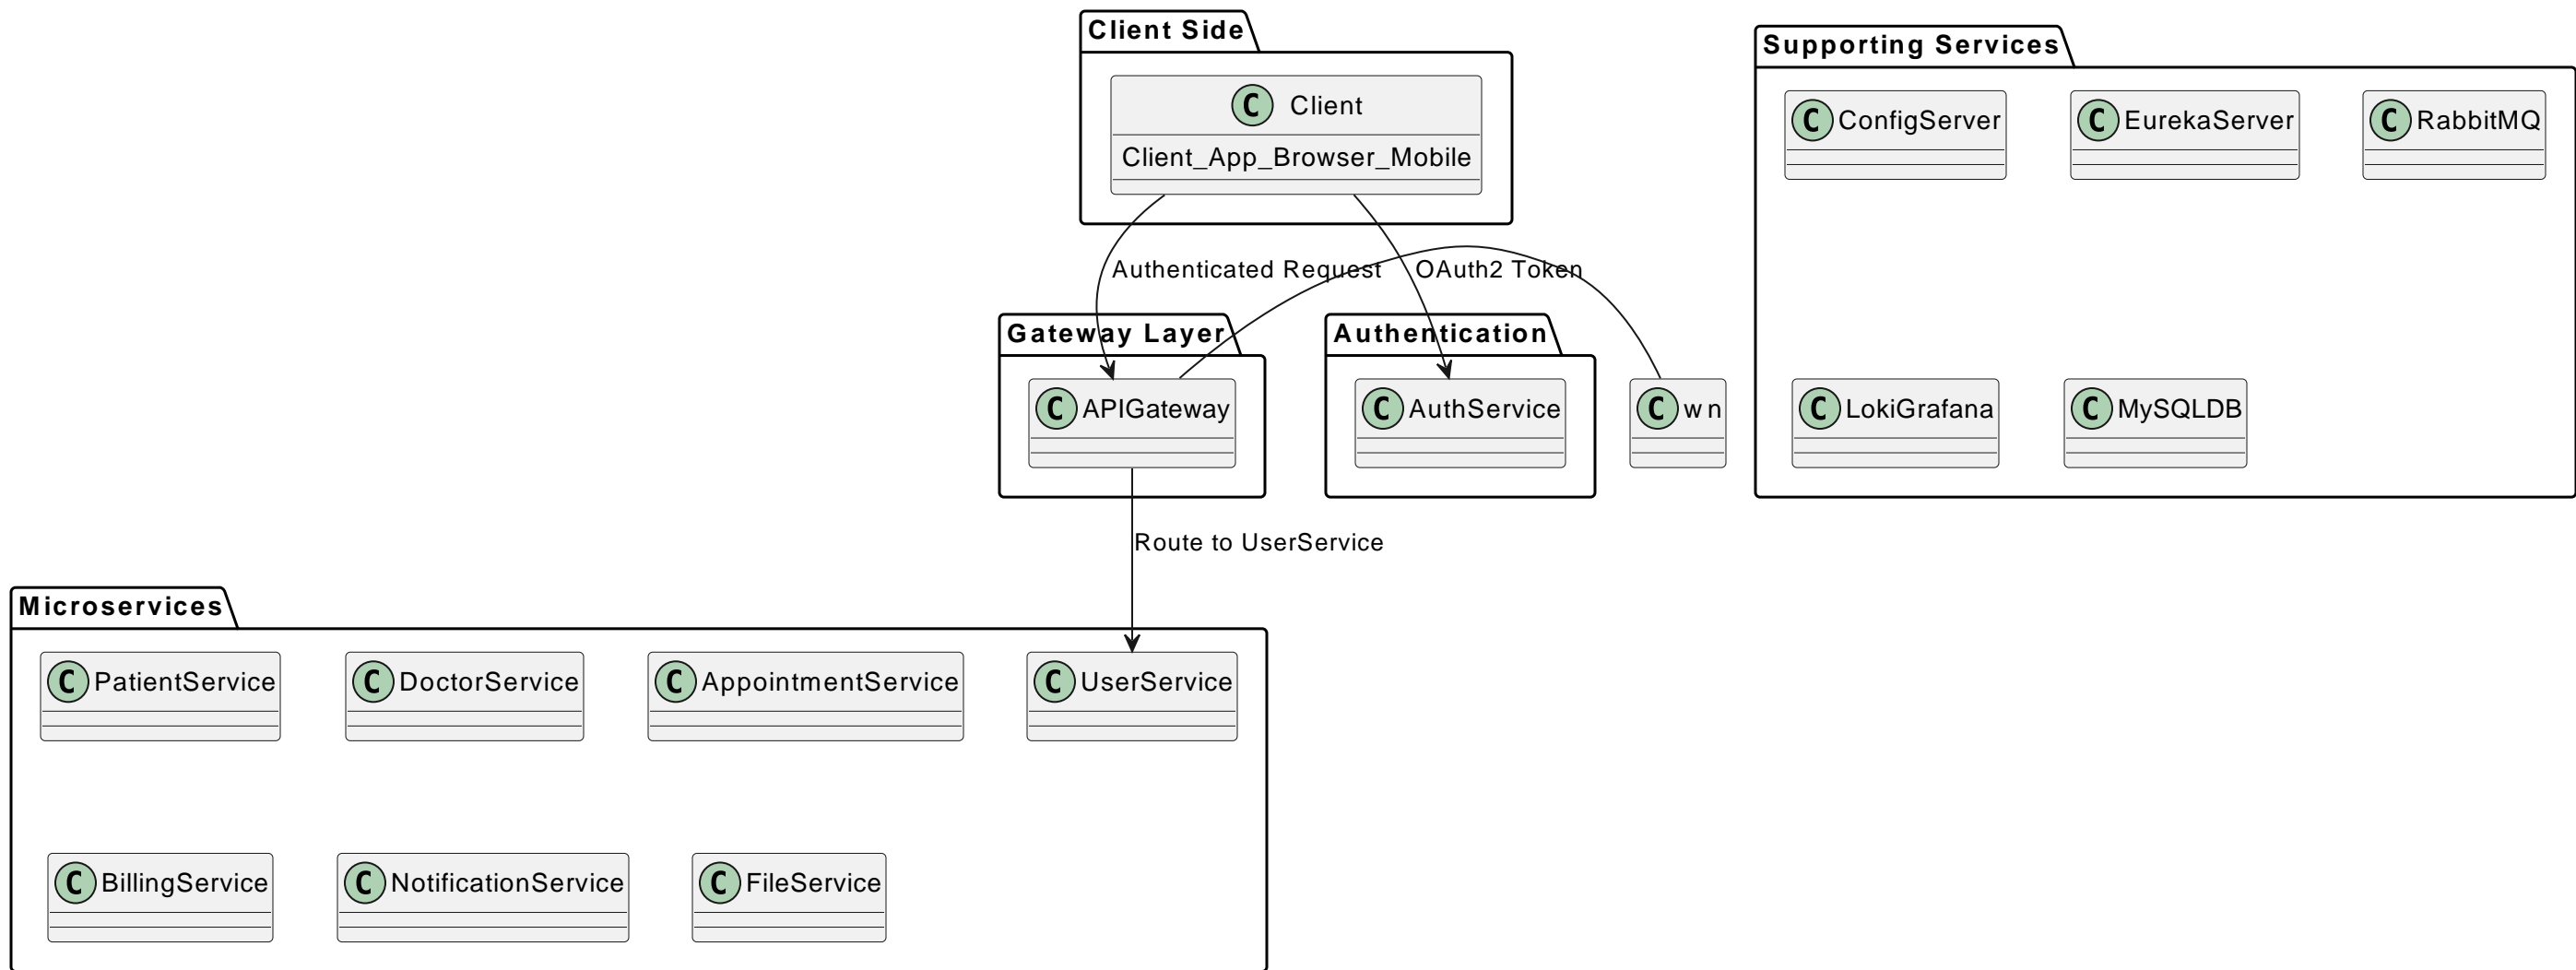 Client Side
C Client
Client_App_Browser_Mobile
Supporting Services
C ConfigServer
C EurekaServer
C RabbitMQ
C LokiGrafana
C MySQLDB
Authenticated Request
OAuth2 Token
Gateway Layer
C APIGateway
Authentication
C AuthService
C wn
Route to UserService
Microservices
C PatientService
C DoctorService
C AppointmentService
C UserService
C BillingService
C NotificationService
C FileService